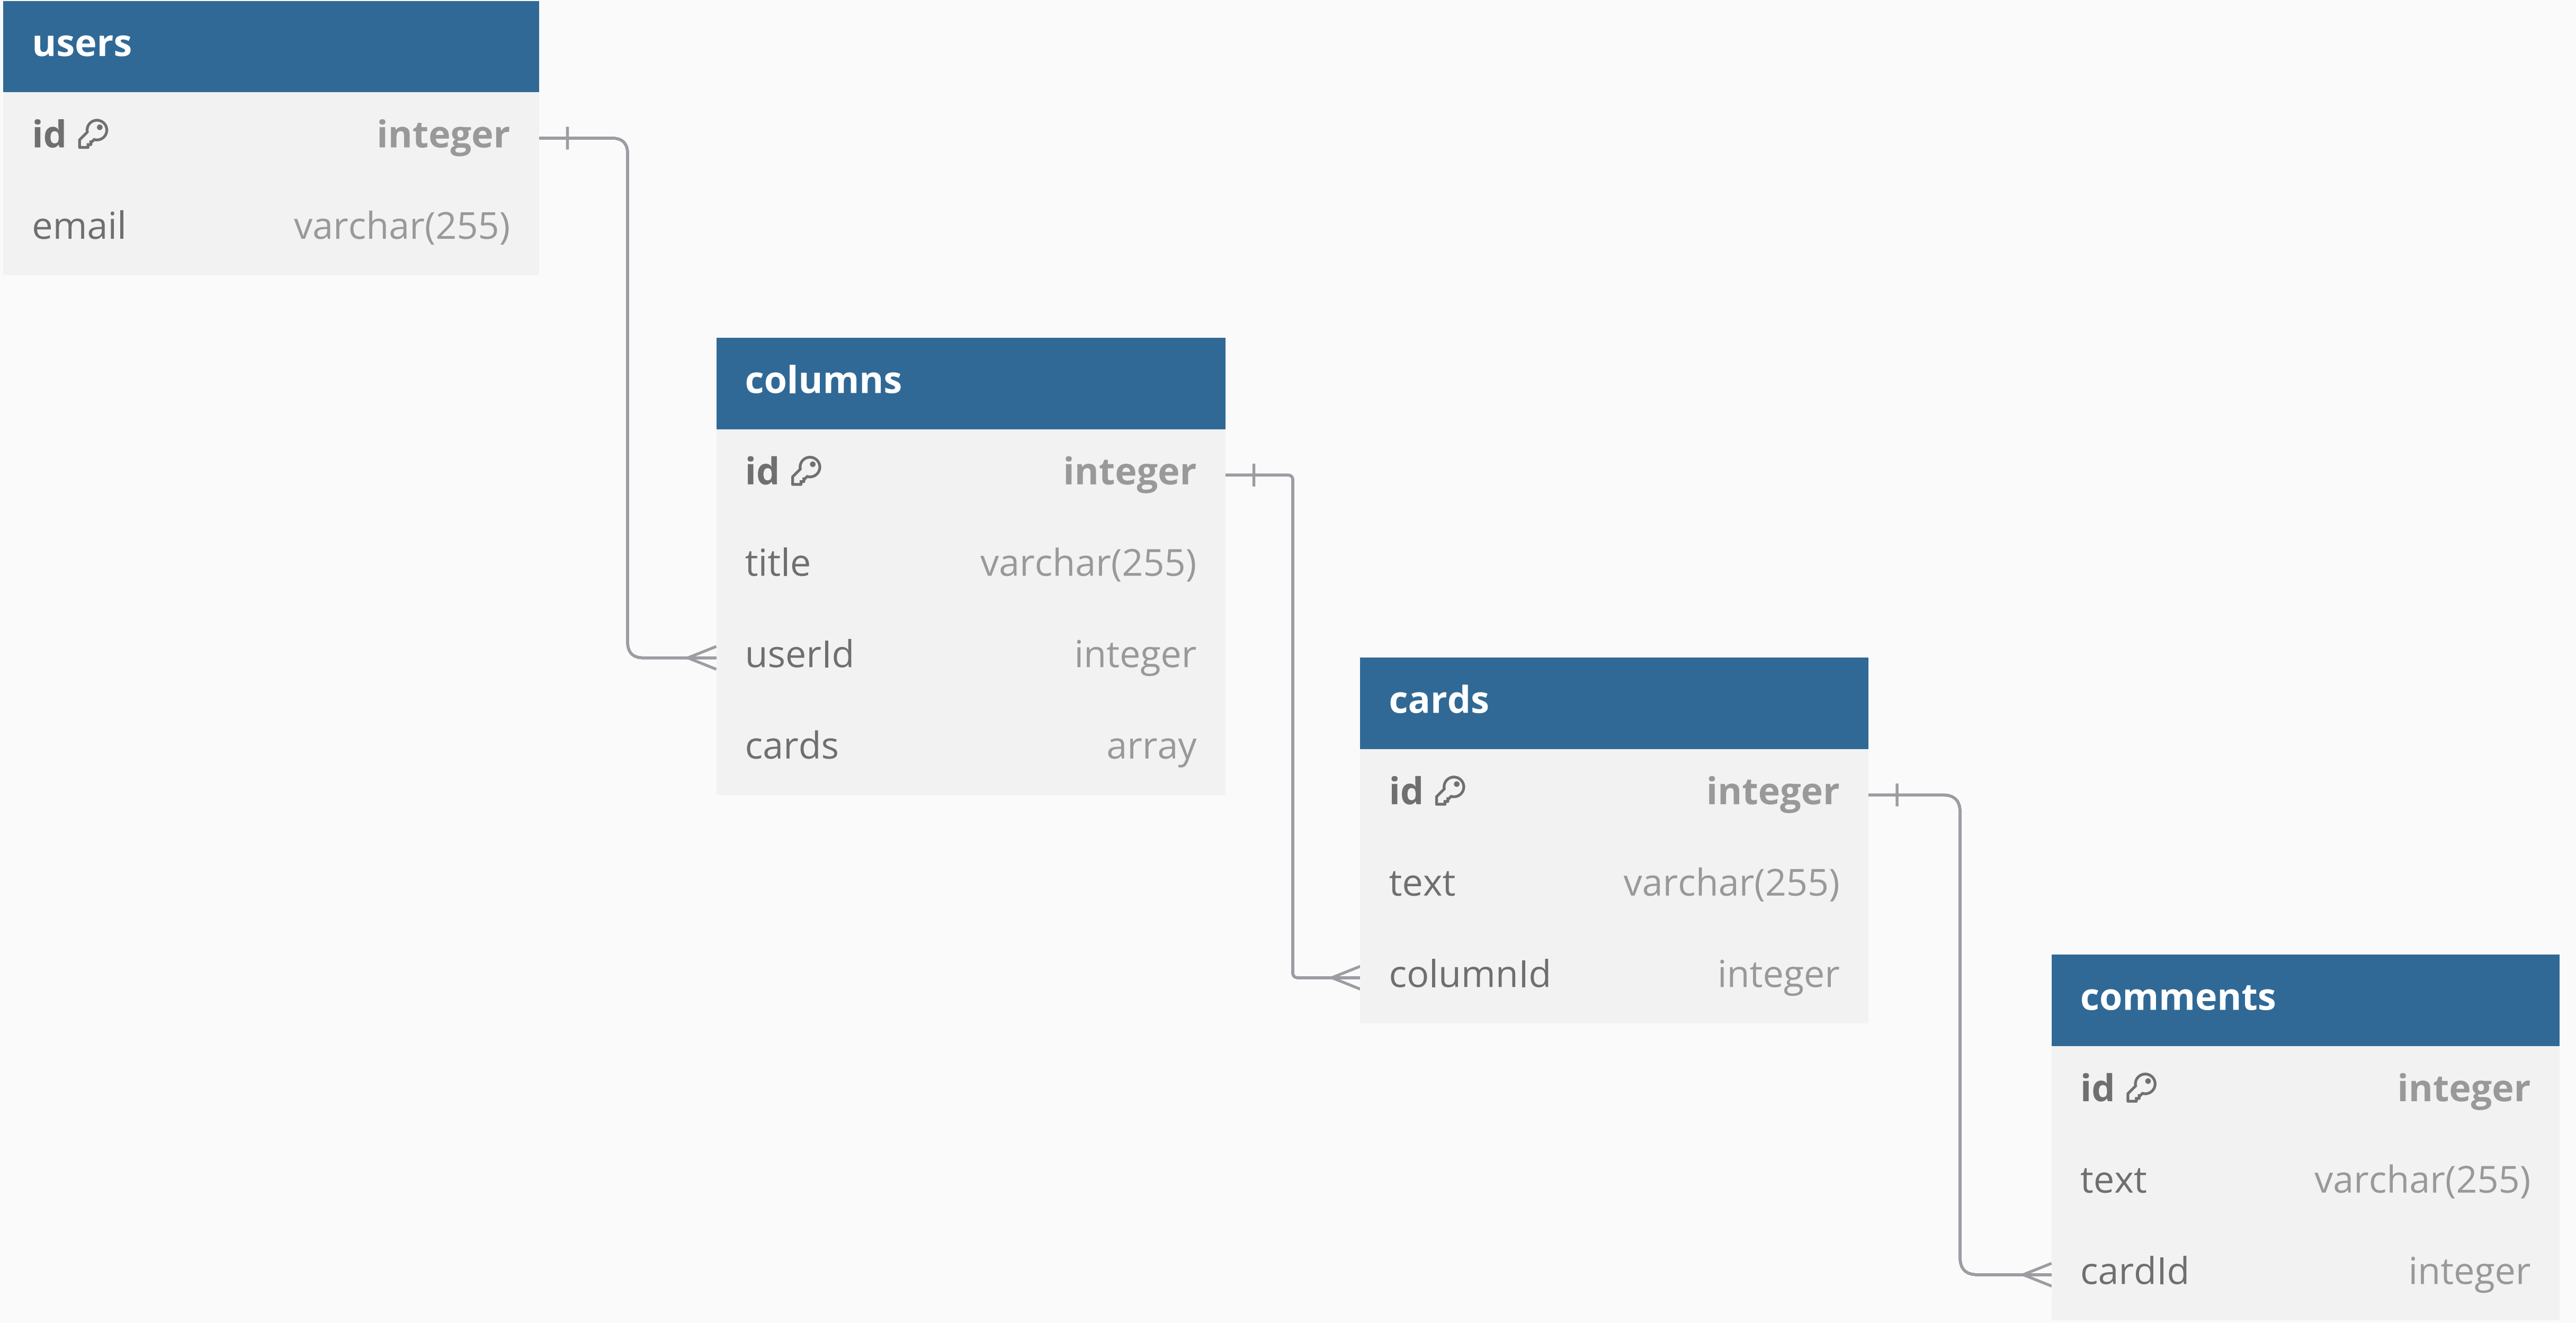 users
id integer
email varchar(255)
columns
id integer
title varchar(255)
userId integer
cards array
cards
id integer
text varchar(255)
columnId integer
comments
id integer
text varchar(255)
cardId integer